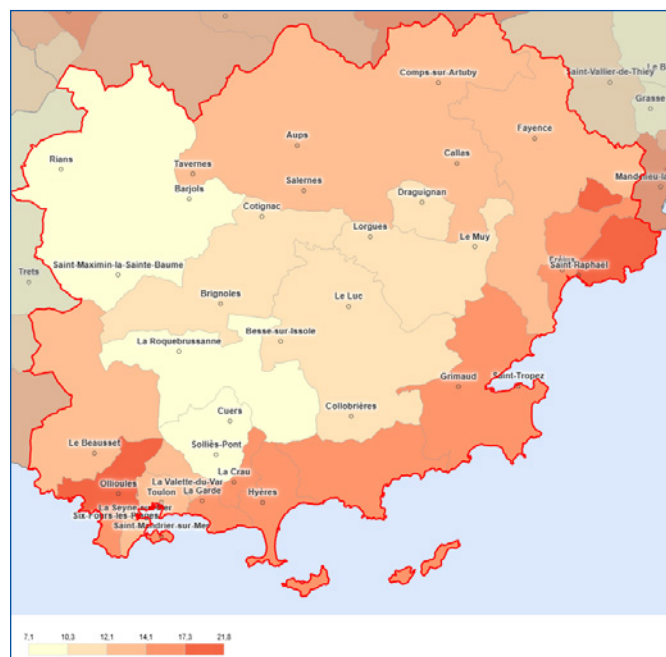 Comps-sur-Artuby
Saint-Vallier-de-Thiey
Grasse
Fayence
Aups
Callas
Rians
Tavernes
Salernes
Barjols
Draguignan
Cotignac
Lorgues
Le Muy
Saint-Raphaël
Saint-Maximin-la-Sainte-Baume
Trets
Brignoles
Le Luc
La Roquebrussanne
Besse-sur-Issole
Grimaud
Saint-Tropez
Collobrières
Cuers
Le Beausset
Solliès-Pont
La Crau
La Valette-du-Var
Ollioules
Toulon
La Garde
Hyères
Saint-Mandrier-sur-Mer
7,1 10,3 12,1 14,1 17,3 21,8